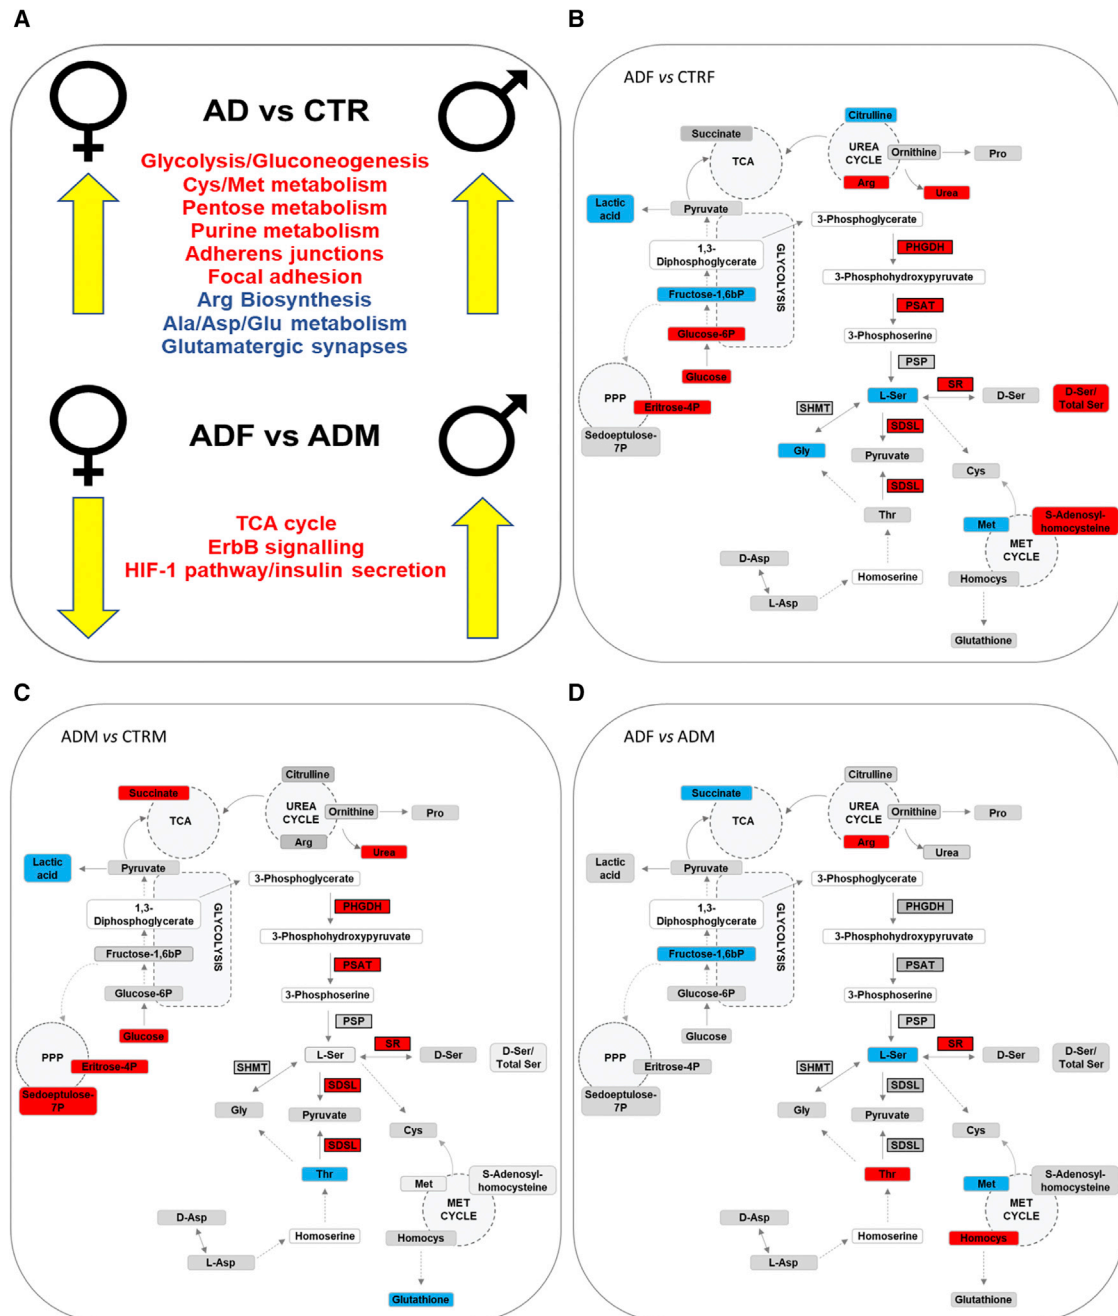 A
AD vs CTR
Glycolysis/Gluconeogenesis
Cys/Met metabolism
Pentose metabolism
Purine metabolism
Adherens junctions
Focal adhesion
Arg Biosynthesis
Ala/Asp/Glu metabolism
Glutamatergic synapses
ADF vs ADM
TCA cycle
ErbB signalling
HIF-1 pathway/insulin secretion
B
ADF vs CTRF
Citrulline
Succinate
TCA
UREA
CYCLE
Ornithine
Pro
Arg
Urea
Lactic
acid
Pyruvate
3-Phosphoglycerate
1,3-
Diphosphoglycerate
GLYCOLYSIS
PHGDH
3-Phosphohydroxypyruvate
Fructose-1,6bP
PSAT
Glucose-6P
3-Phosphoserine
PSP
Glucose
PPP
Eritrose-4P
Sedoeptulose-
7P
L-Ser
SR
D-Ser
D-Ser/
Total Ser
SHMT
SDSL
Gly
Pyruvate
SDSL
Cys
Thr
Met
S-Adenosyl-
homocysteine
MET
CYCLE
D-Asp
Homoserine
Homocys
L-Asp
Glutathione
C
ADM vs CTRM
Citrulline
Succinate
TCA
UREA
CYCLE
Ornithine
Pro
Arg
Urea
Lactic
acid
Pyruvate
3-Phosphoglycerate
1,3-
Diphosphoglycerate
GLYCOLYSIS
PHGDH
3-Phosphohydroxypyruvate
Fructose-1,6bP
PSAT
Glucose-6P
3-Phosphoserine
PSP
Glucose
PPP
Eritrose-4P
Sedoeptulose-
7P
L-Ser
SR
D-Ser
D-Ser/
Total Ser
SHMT
SDSL
Gly
Pyruvate
SDSL
Cys
Thr
Met
S-Adenosyl-
homocysteine
MET
CYCLE
D-Asp
Homoserine
Homocys
L-Asp
Glutathione
D
ADF vs ADM
Citrulline
Succinate
TCA
UREA
CYCLE
Ornithine
Pro
Arg
Urea
Lactic
acid
Pyruvate
3-Phosphoglycerate
1,3-
Diphosphoglycerate
GLYCOLYSIS
PHGDH
3-Phosphohydroxypyruvate
Fructose-1,6bP
PSAT
Glucose-6P
3-Phosphoserine
PSP
Glucose
PPP
Eritrose-4P
Sedoeptulose-
7P
L-Ser
SR
D-Ser
D-Ser/
Total Ser
SHMT
SDSL
Gly
Pyruvate
SDSL
Cys
Thr
Met
S-Adenosyl-
homocysteine
MET
CYCLE
D-Asp
Homoserine
Homocys
L-Asp
Glutathione